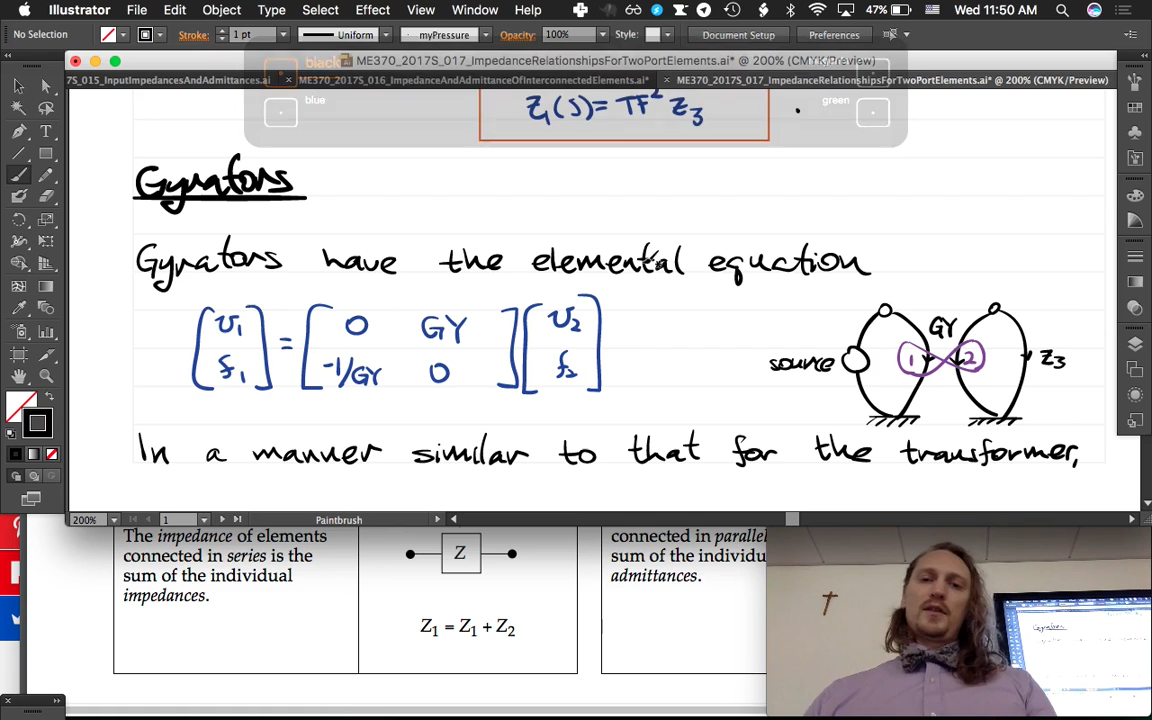 Illustrator File Edit Object Type Select Effect View Window Help 47% Wed 11:50 AM
No Selection Stroke: 1 pt Uniform myPressure Opacity: 100% Style: Document Setup Preferences
ME370_2017S_017_ImpedanceRelationshipsForTwoPortElements.ai* @ 200% (CMYK/Preview)
7S_015_InputImpedancesAndAdmittances.ai ME370_2017S_016_ImpedanceAndAdmittanceOfInterconnectedElements.ai* ME370_2017S_017_ImpedanceRelationshipsForTwoPortElements.ai* @ 200% (CMYK/Preview)
black
blue
green
Z₁(s) = TF² Z₃
Gyrators
Gyrators have the elemental equation
[v₁ f₁] = [0 GY -1/GY 0] [v₂ f₂]
source 1 GY 2 Z₃
In a manner similar to that for the transformer,
200% 1 Paintbrush
The impedance of elements
connected in series is the
sum of the individual
impedances.
Z
Z₁ = Z₁ + Z₂
connected in parallel
sum of the individu
admittances.
Gyrators